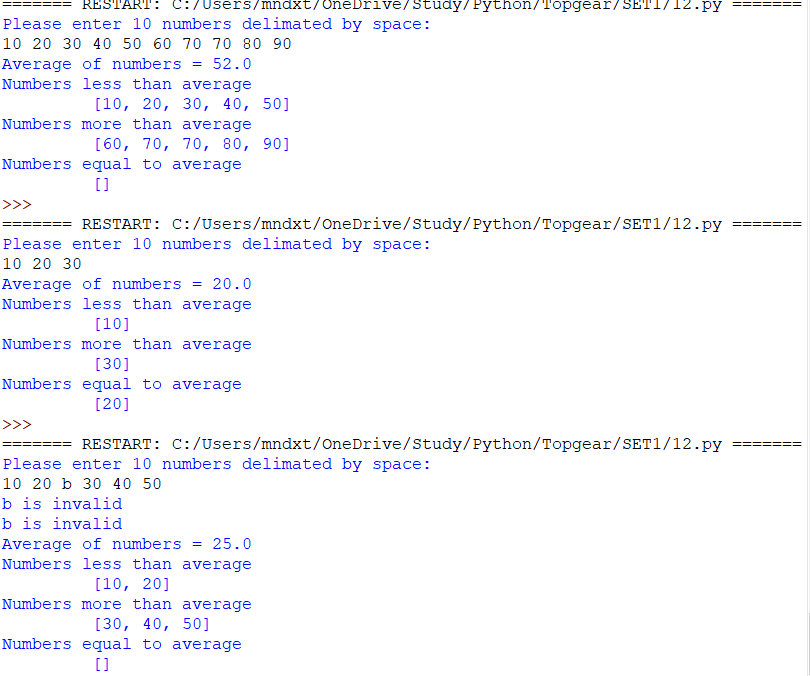 ======= RESTART: C:/Users/mndxt/OneDrive/Study/Python/Topgear/SET1/12.py =======
Please enter 10 numbers delimated by space:
10 20 30 40 50 60 70 70 80 90
Average of numbers = 52.0
Numbers less than average
        [10, 20, 30, 40, 50]
Numbers more than average
        [60, 70, 70, 80, 90]
Numbers equal to average
        []
>>>
======= RESTART: C:/Users/mndxt/OneDrive/Study/Python/Topgear/SET1/12.py =======
Please enter 10 numbers delimated by space:
10 20 30
Average of numbers = 20.0
Numbers less than average
        [10]
Numbers more than average
        [30]
Numbers equal to average
        [20]
>>>
======= RESTART: C:/Users/mndxt/OneDrive/Study/Python/Topgear/SET1/12.py =======
Please enter 10 numbers delimated by space:
10 20 b 30 40 50
b is invalid
b is invalid
Average of numbers = 25.0
Numbers less than average
        [10, 20]
Numbers more than average
        [30, 40, 50]
Numbers equal to average
        []